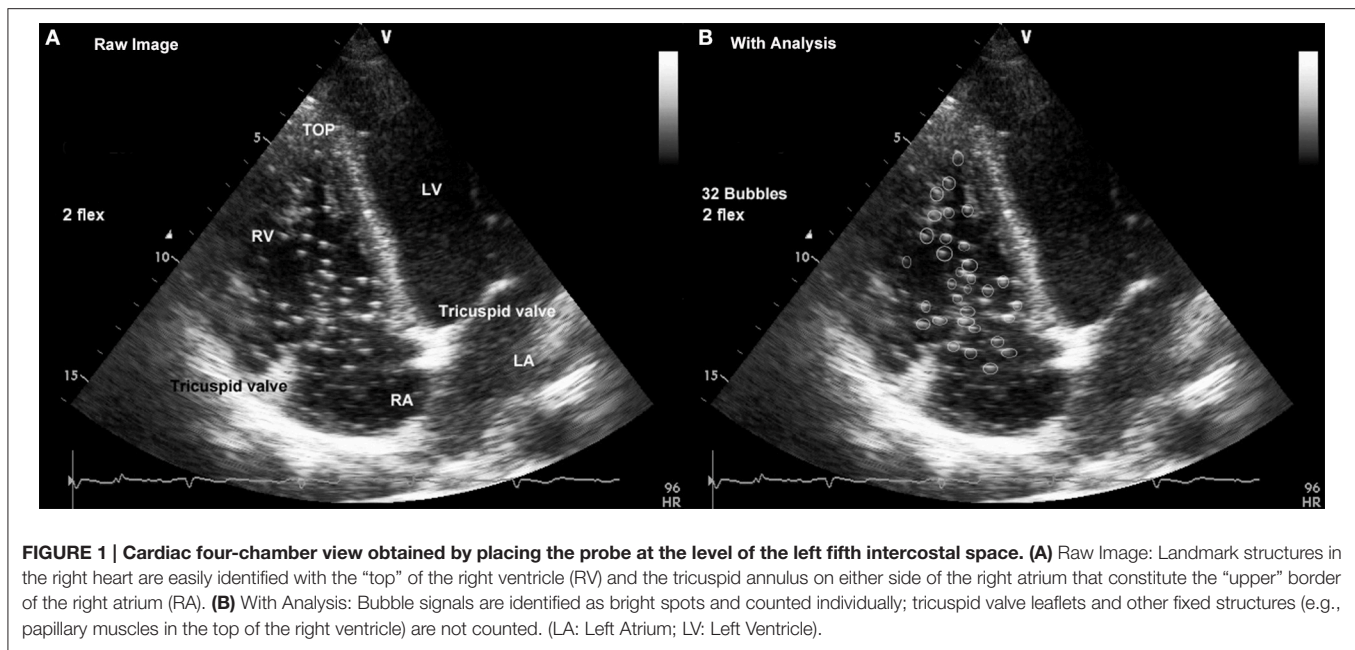 A Raw Image V
TOP
5
LV
2 flex
RV
10
Tricuspid valve
LA
15
Tricuspid valve
RA
96
HR
B With Analysis V
5
32 Bubbles
2 flex
10
15
96
HR
FIGURE 1 | Cardiac four-chamber view obtained by placing the probe at the level of the left fifth intercostal space. (A) Raw Image: Landmark structures in
the right heart are easily identified with the “top” of the right ventricle (RV) and the tricuspid annulus on either side of the right atrium that constitute the “upper” border
of the right atrium (RA). (B) With Analysis: Bubble signals are identified as bright spots and counted individually; tricuspid valve leaflets and other fixed structures (e.g.,
papillary muscles in the top of the right ventricle) are not counted. (LA: Left Atrium; LV: Left Ventricle).